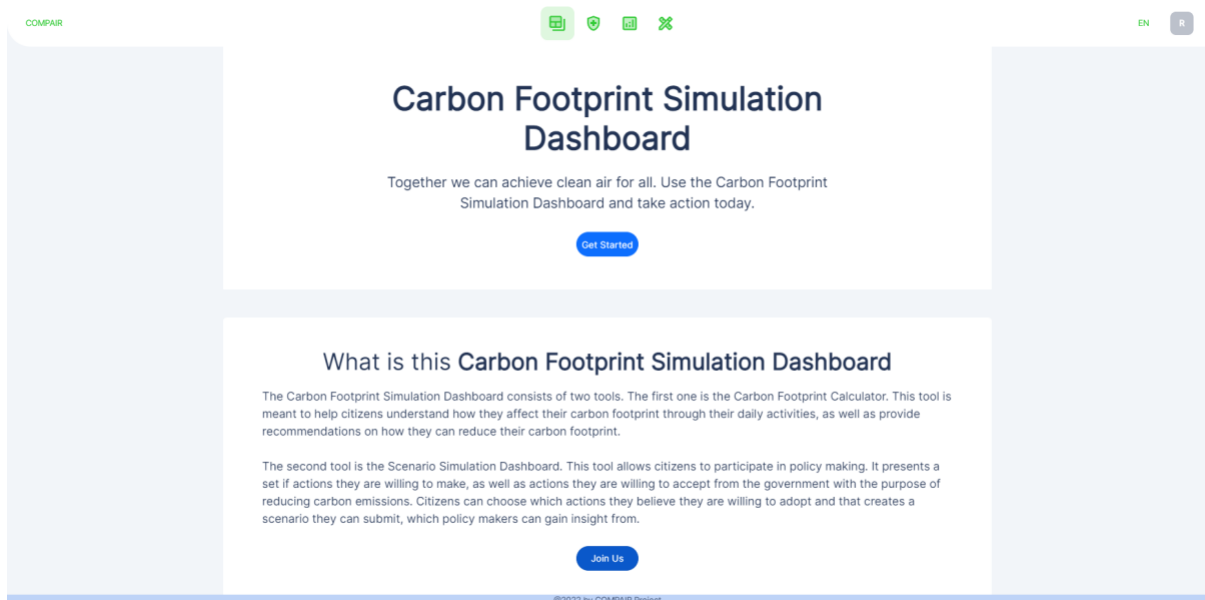 COMPAIR
EN
R
Carbon Footprint Simulation
Dashboard
Together we can achieve clean air for all. Use the Carbon Footprint
Simulation Dashboard and take action today.
Get Started
What is this Carbon Footprint Simulation Dashboard
The Carbon Footprint Simulation Dashboard consists of two tools. The first one is the Carbon Footprint Calculator. This tool is
meant to help citizens understand how they affect their carbon footprint through their daily activities, as well as provide
recommendations on how they can reduce their carbon footprint.
The second tool is the Scenario Simulation Dashboard. This tool allows citizens to participate in policy making. It presents a
set if actions they are willing to make, as well as actions they are willing to accept from the government with the purpose of
reducing carbon emissions. Citizens can choose which actions they believe they are willing to adopt and that creates a
scenario they can submit, which policy makers can gain insight from.
Join Us
©2022 by COMPAIR Project